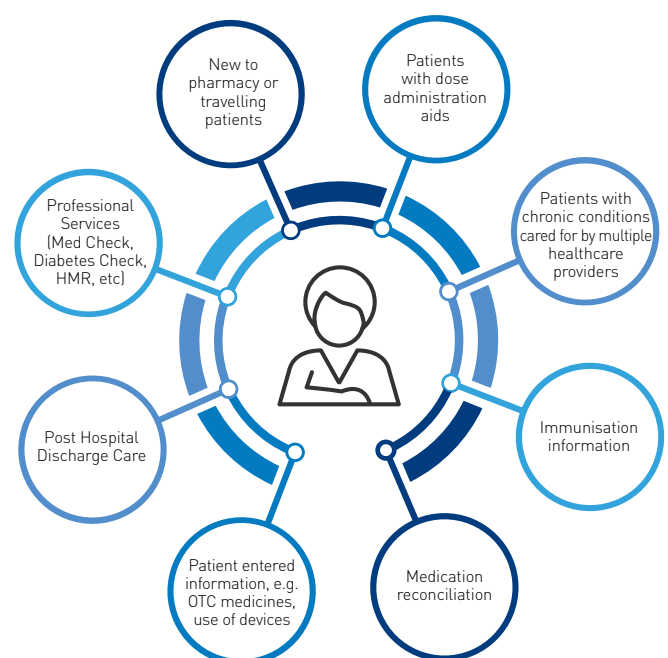 New to
pharmacy or
travelling
patients
Patients
with dose
administration
aids
Professional
Services
(Med Check,
Diabetes Check,
HMR, etc)
Patients with
chronic conditions
cared for by multiple
healthcare
providers
Post Hospital
Discharge Care
Immunisation
information
Patient entered
information, e.g.
OTC medicines,
use of devices
Medication
reconciliation